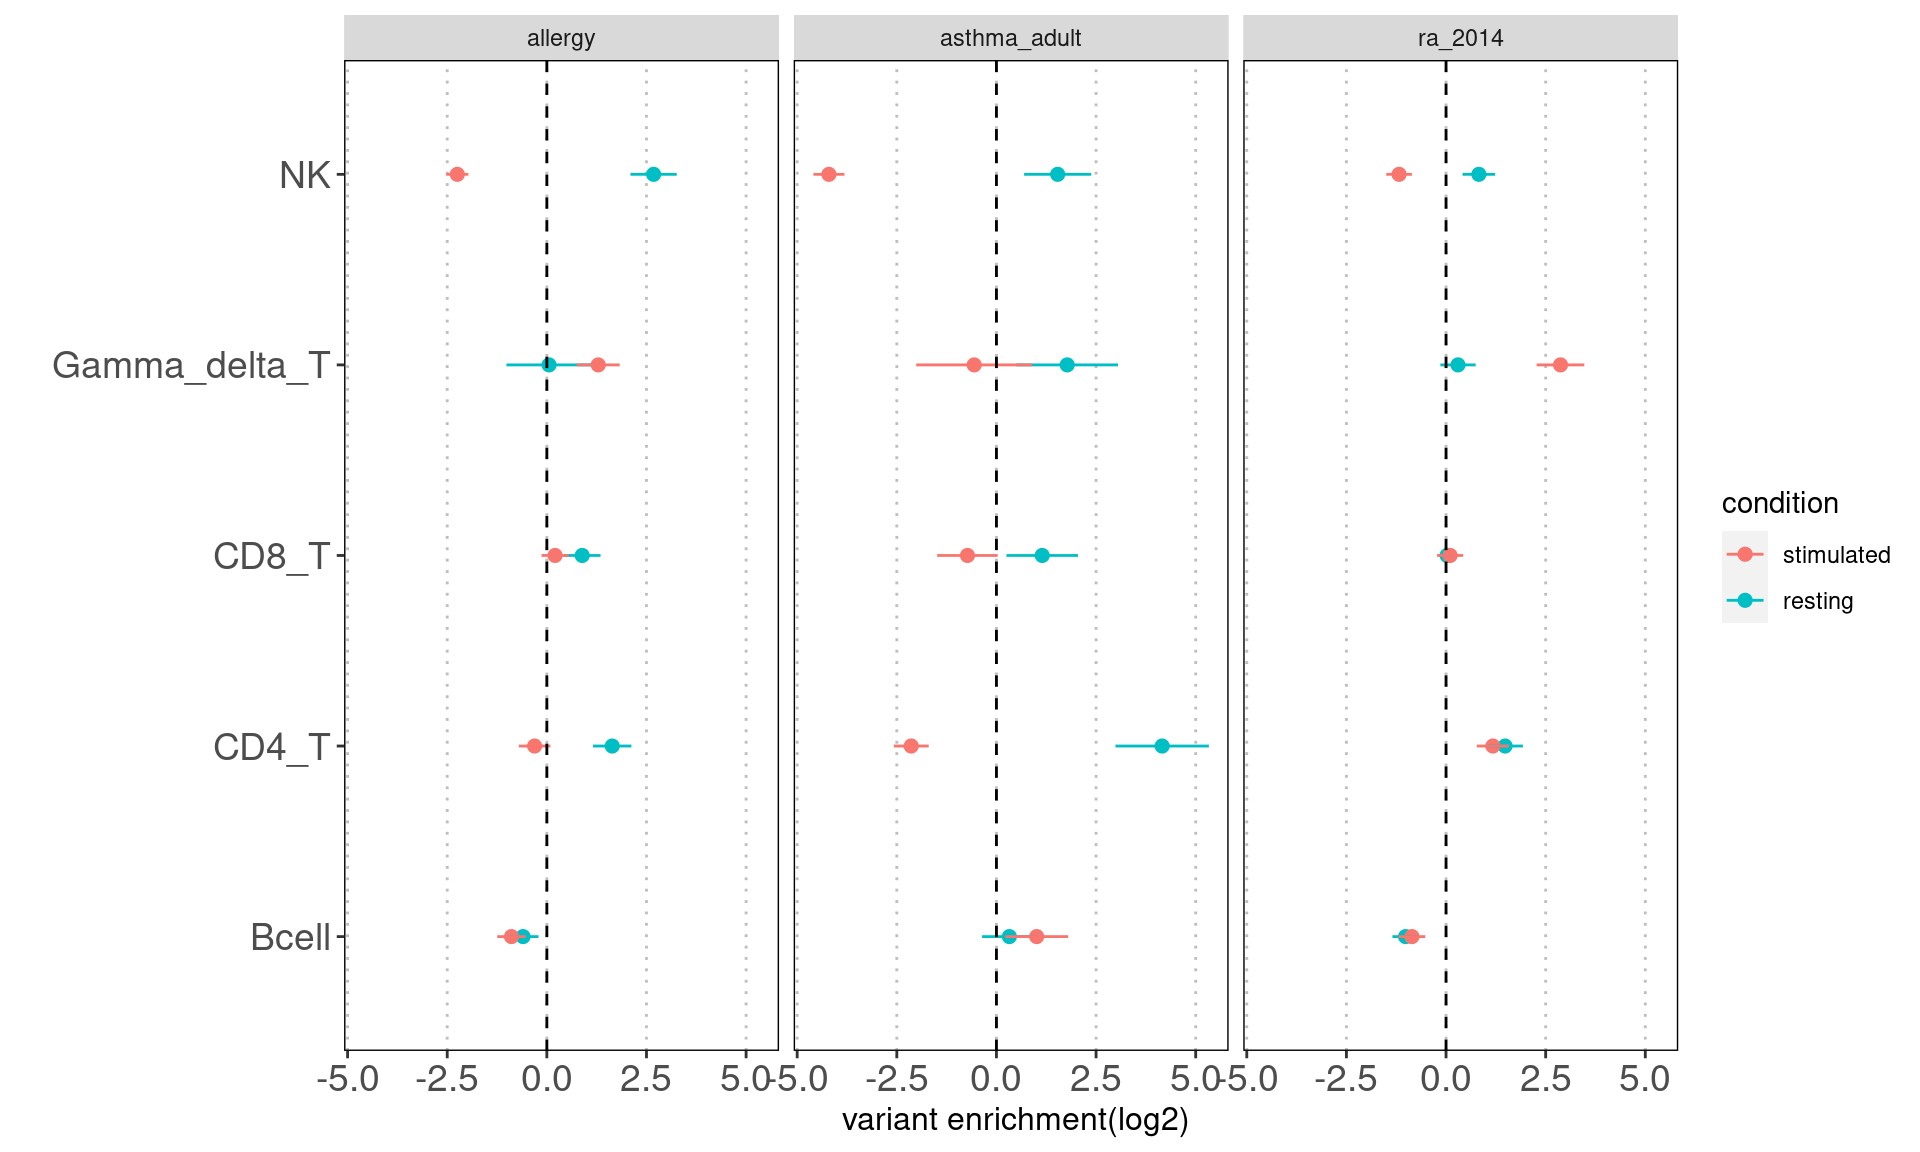 allergy
asthma_adult
ra_2014
NK
Gamma_delta_T
CD8_T
CD4_T
Bcell
-5.0 -2.5 0.0 2.5 5.0 -5.0 -2.5 0.0 2.5 5.0 -5.0 -2.5 0.0 2.5 5.0
variant enrichment(log2)
condition
stimulated
resting